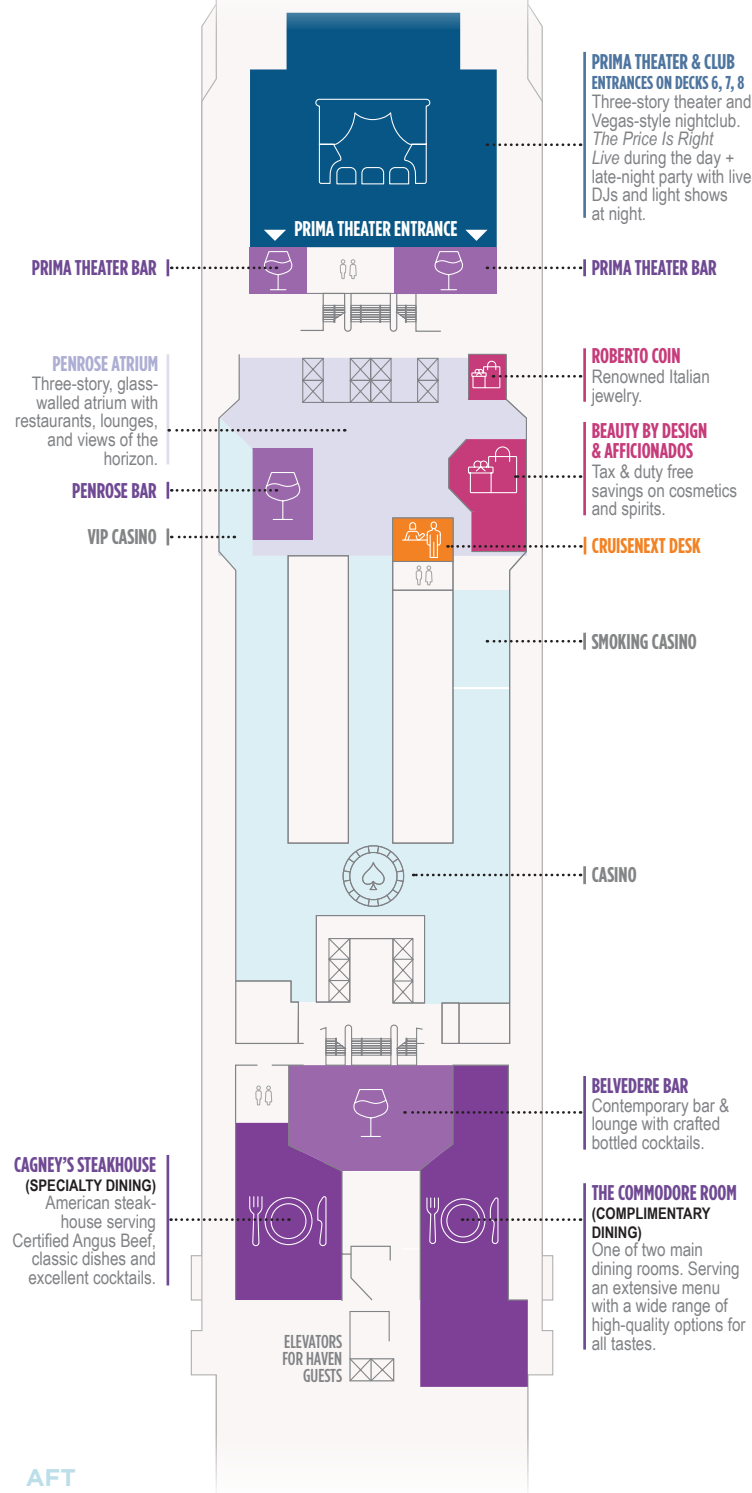 PRIMA THEATER & CLUB
ENTRANCES ON DECKS 6, 7, 8
Three-story theater and
Vegas-style nightclub.
The Price Is Right
Live during the day +
late-night party with live
DJs and light shows
at night.
PRIMA THEATER ENTRANCE
PRIMA THEATER BAR
PRIMA THEATER BAR
PENROSE ATRIUM
Three-story, glass-
walled atrium with
restaurants, lounges,
and views of the
horizon.
ROBERTO COIN
Renowned Italian
jewelry.
BEAUTY BY DESIGN
& AFFICIONADOS
Tax & duty free
savings on cosmetics
and spirits.
PENROSE BAR
VIP CASINO
CRUISENEXT DESK
SMOKING CASINO
CASINO
BELVEDERE BAR
Contemporary bar &
lounge with crafted
bottled cocktails.
CAGNEY'S STEAKHOUSE
(SPECIALTY DINING)
American steak-
house serving
Certified Angus Beef,
classic dishes and
excellent cocktails.
THE COMMODORE ROOM
(COMPLIMENTARY
DINING)
One of two main
dining rooms. Serving
an extensive menu
with a wide range of
high-quality options for
all tastes.
ELEVATORS
FOR HAVEN
GUESTS
AFT